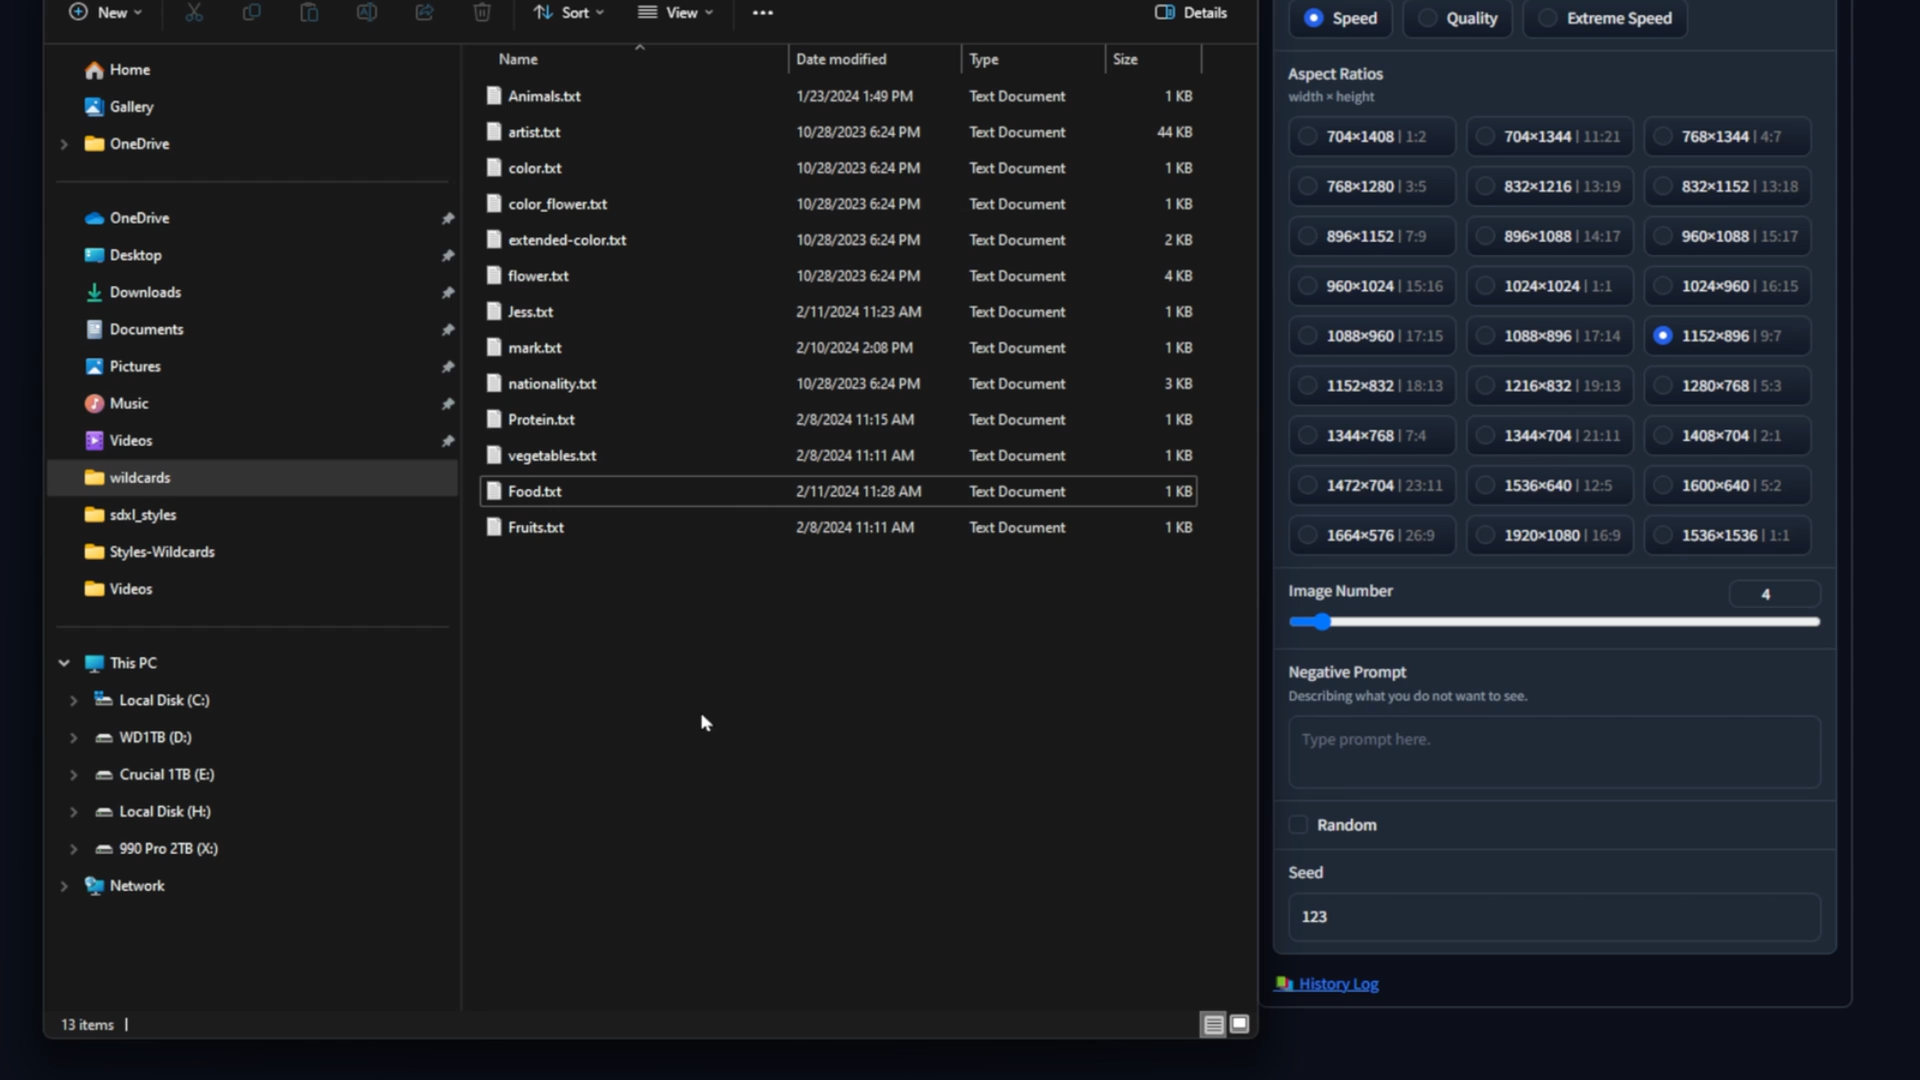 New
Sort
View
Details
Home
Gallery
OneDrive
OneDrive
Desktop
Downloads
Documents
Pictures
Music
Videos
wildcards
sdxl_styles
Styles-Wildcards
Videos
This PC
Local Disk (C:)
WD1TB (D:)
Crucial 1TB (E:)
Local Disk (H:)
990 Pro 2TB (X:)
Network
13 items
Name Date modified Type Size
Animals.txt 1/23/2024 1:49 PM Text Document 1 KB
artist.txt 10/28/2023 6:24 PM Text Document 44 KB
color.txt 10/28/2023 6:24 PM Text Document 1 KB
color_flower.txt 10/28/2023 6:24 PM Text Document 1 KB
extended-color.txt 10/28/2023 6:24 PM Text Document 2 KB
flower.txt 10/28/2023 6:24 PM Text Document 4 KB
Jess.txt 2/11/2024 11:23 AM Text Document 1 KB
mark.txt 2/10/2024 2:08 PM Text Document 1 KB
nationality.txt 10/28/2023 6:24 PM Text Document 3 KB
Protein.txt 2/8/2024 11:15 AM Text Document 1 KB
vegetables.txt 2/8/2024 11:11 AM Text Document 1 KB
Food.txt 2/11/2024 11:28 AM Text Document 1 KB
Fruits.txt 2/8/2024 11:11 AM Text Document 1 KB
Speed Quality Extreme Speed
Aspect Ratios
width × height
704×1408 | 1:2 704×1344 | 11:21 768×1344 | 4:7
768×1280 | 3:5 832×1216 | 13:19 832×1152 | 13:18
896×1152 | 7:9 896×1088 | 14:17 960×1088 | 15:17
960×1024 | 15:16 1024×1024 | 1:1 1024×960 | 16:15
1088×960 | 17:15 1088×896 | 17:14 1152×896 | 9:7
1152×832 | 18:13 1216×832 | 19:13 1280×768 | 5:3
1344×768 | 7:4 1344×704 | 21:11 1408×704 | 2:1
1472×704 | 23:11 1536×640 | 12:5 1600×640 | 5:2
1664×576 | 26:9 1920×1080 | 16:9 1536×1536 | 1:1
Image Number 4
Negative Prompt
Describing what you do not want to see.
Type prompt here.
Random
Seed
123
History Log